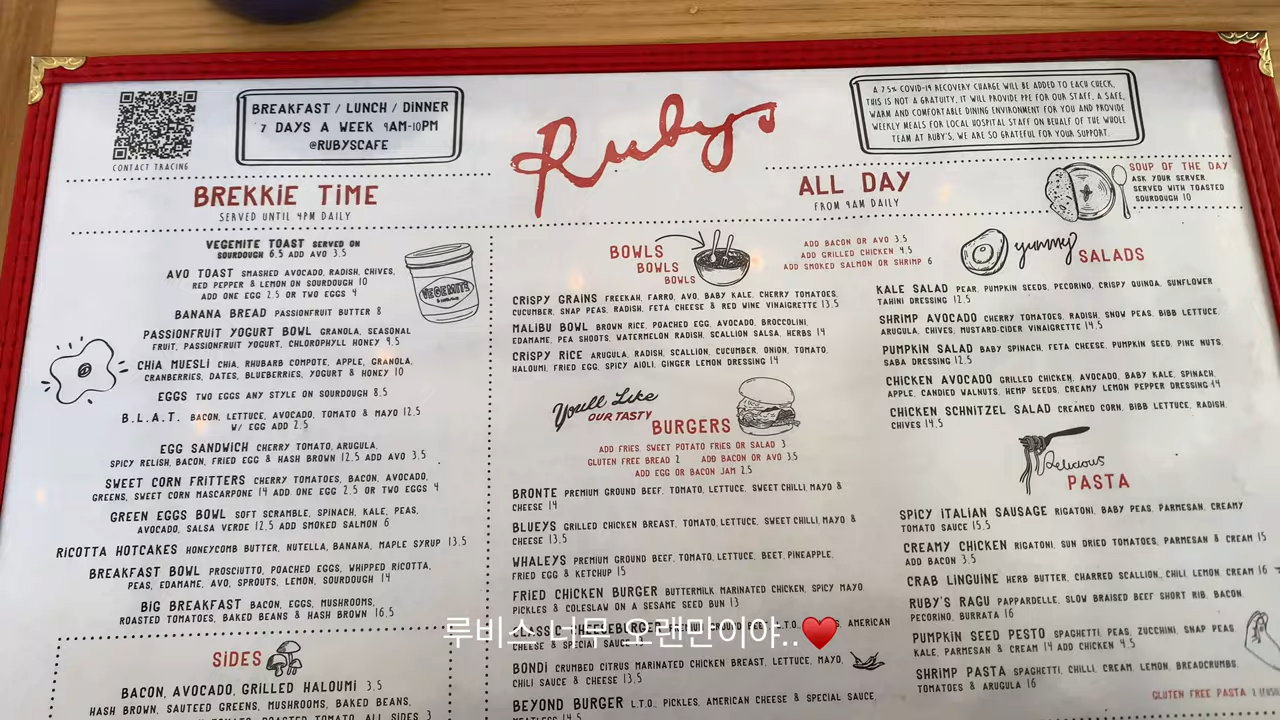 CONTACT TRACING
BREAKFAST / LUNCH / DINNER
7 DAYS A WEEK 9AM-10PM
@RUBYSCAFE
Rubys
A 7.5% COVID-19 RECOVERY CHARGE WILL BE ADDED TO EACH CHECK,
THIS IS NOT A GRATUITY, IT WILL PROVIDE PPE FOR OUR STAFF, A SAFE,
WARM AND COMFORTABLE DINING ENVIRONMENT FOR YOU AND PROVIDE
WEEKLY MEALS FOR LOCAL HOSPITAL STAFF ON BEHALF OF THE WHOLE
TEAM AT RUBY'S, WE ARE SO GRATEFUL FOR YOUR SUPPORT.
BREKKIE TIME
SERVED UNTIL 4PM DAILY
VEGEMITE TOAST SERVED ON
SOURDOUGH 6.5 ADD AVO 3.5
AVO TOAST SMASHED AVOCADO, RADISH, CHIVES,
RED PEPPER & LEMON ON SOURDOUGH 10
ADD ONE EGG 2.5 OR TWO EGGS 4
VEGEMITE
BANANA BREAD PASSIONFRUIT BUTTER 8
PASSIONFRUIT YOGURT BOWL GRANOLA, SEASONAL
FRUIT, PASSIONFRUIT YOGURT, CHLOROPHYLL HONEY 9.5
CHIA MUESLI CHIA, RHUBARB COMPOTE, APPLE, GRANOLA,
CRANBERRIES, DATES, BLUEBERRIES, YOGURT & HONEY 10
EGGS TWO EGGS ANY STYLE ON SOURDOUGH 8.5
B.L.A.T. BACON, LETTUCE, AVOCADO, TOMATO & MAYO 12.5
W/ EGG ADD 2.5
EGG SANDWICH CHERRY TOMATO, ARUGULA,
SPICY RELISH, BACON, FRIED EGG & HASH BROWN 12.5 ADD AVO 3.5
SWEET CORN FRITTERS CHERRY TOMATOES, BACON, AVOCADO,
GREENS, SWEET CORN MASCARPONE 14 ADD ONE EGG 2.5 OR TWO EGGS 4
GREEN EGGS BOWL SOFT SCRAMBLE, SPINACH, KALE, PEAS,
AVOCADO, SALSA VERDE 12.5 ADD SMOKED SALMON 6
RICOTTA HOTCAKES HONEYCOMB BUTTER, NUTELLA, BANANA, MAPLE SYRUP 13.5
BREAKFAST BOWL PROSCIUTTO, POACHED EGGS, WHIPPED RICOTTA,
PEAS, EDAMAME, AVO, SPROUTS, LEMON, SOURDOUGH 14
BIG BREAKFAST BACON, EGGS, MUSHROOMS,
ROASTED TOMATOES, BAKED BEANS & HASH BROWN 16.5
SIDES
BACON, AVOCADO, GRILLED HALOUMI 3.5
HASH BROWN, SAUTEED GREENS, MUSHROOMS, BAKED BEANS,
TOMATO, ROASTED TOMATO, ALL SIDES 3
ALL DAY
FROM 9AM DAILY
SOUP OF THE DAY
ASK YOUR SERVER
SERVED WITH TOASTED
SOURDOUGH 10
BOWLS
BOWLS
BOWLS
ADD BACON OR AVO 3.5
ADD GRILLED CHICKEN 4.5
ADD SMOKED SALMON OR SHRIMP 6
CRISPY GRAINS FREEKAH, FARRO, AVO, BABY KALE, CHERRY TOMATOES,
CUCUMBER, SNAP PEAS, RADISH, FETA CHEESE & RED WINE VINAIGRETTE 13.5
MALIBU BOWL BROWN RICE, POACHED EGG, AVOCADO, BROCCOLINI,
EDAMAME, PEA SHOOTS, WATERMELON RADISH, SCALLION SALSA, HERBS 14
CRISPY RICE ARUGULA, RADISH, SCALLION, CUCUMBER, ONION, TOMATO,
HALOUMI, FRIED EGG, SPICY AIOLI, GINGER LEMON DRESSING 14
You'll Like
OUR TASTY
BURGERS
ADD FRIES, SWEET POTATO FRIES OR SALAD 3
GLUTEN FREE BREAD 2 ADD BACON OR AVO 3.5
ADD EGG OR BACON JAM 2.5
BRONTE PREMIUM GROUND BEEF, TOMATO, LETTUCE, SWEET CHILLI, MAYO &
CHEESE 14
BLUEYS GRILLED CHICKEN BREAST, TOMATO, LETTUCE, SWEET CHILLI, MAYO &
CHEESE 13.5
WHALEYS PREMIUM GROUND BEEF, TOMATO, LETTUCE, BEET, PINEAPPLE,
FRIED EGG & KETCHUP 15
FRIED CHICKEN BURGER BUTTERMILK MARINATED CHICKEN, SPICY MAYO,
PICKLES & COLESLAW ON A SESAME SEED BUN 13
CLASSIC CHEESEBURGER PREMIUM GROUND BEEF, L.T.O., AMERICAN
CHEESE & SPECIAL SAUCE
BONDI CRUMBED CITRUS MARINATED CHICKEN BREAST, LETTUCE, MAYO,
CHILI SAUCE & CHEESE 13.5
BEYOND BURGER L.T.O., PICKLES, AMERICAN CHEESE & SPECIAL SAUCE,
MEATLESS 14.5
yummy
SALADS
KALE SALAD PEAR, PUMPKIN SEEDS, PECORINO, CRISPY QUINOA, SUNFLOWER
TAHINI DRESSING 12.5
SHRIMP AVOCADO CHERRY TOMATOES, RADISH, SNOW PEAS, BIBB LETTUCE,
ARUGULA, CHIVES, MUSTARD-CIDER VINAIGRETTE 14.5
PUMPKIN SALAD BABY SPINACH, FETA CHEESE, PUMPKIN SEED, PINE NUTS,
SABA DRESSING 12.5
CHICKEN AVOCADO GRILLED CHICKEN, AVOCADO, BABY KALE, SPINACH,
APPLE, CANDIED WALNUTS, HEMP SEEDS, CREAMY LEMON PEPPER DRESSING 14
CHICKEN SCHNITZEL SALAD CREAMED CORN, BIBB LETTUCE, RADISH,
CHIVES 14.5
Delicious
PASTA
SPICY ITALIAN SAUSAGE RIGATONI, BABY PEAS, PARMESAN, CREAMY
TOMATO SAUCE 15.5
CREAMY CHICKEN RIGATONI, SUN DRIED TOMATOES, PARMESAN & CREAM 15
ADD BACON 3.5
CRAB LINGUINE HERB BUTTER, CHARRED SCALLION, CHILI, LEMON, CREAM 16
RUBY'S RAGU PAPPARDELLE, SLOW BRAISED BEEF SHORT RIB, BACON,
PECORINO, BURRATA 16
PUMPKIN SEED PESTO SPAGHETTI, PEAS, ZUCCHINI, SNAP PEAS,
KALE, PARMESAN & CREAM 14 ADD CHICKEN 4.5
SHRIMP PASTA SPAGHETTI, CHILLI, CREAM, LEMON, BREADCRUMBS,
TOMATOES & ARUGULA 16
GLUTEN FREE PASTA
루비스 너무 오랜만이야..❤️